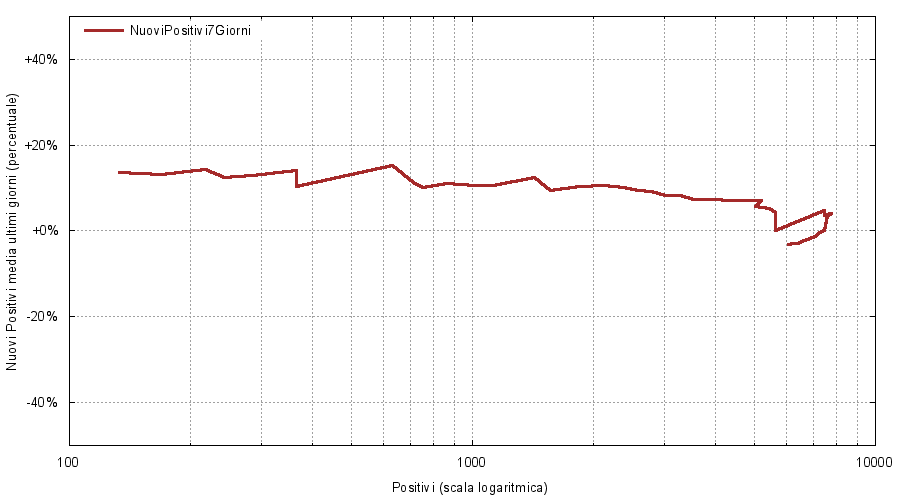 NuoviPositivi7Giorni
+40%
+20%
+0%
-20%
-40%
Nuovi Positivi media ultimi giorni (percentuale)
100 1000 10000
Positivi (scala logaritmica)